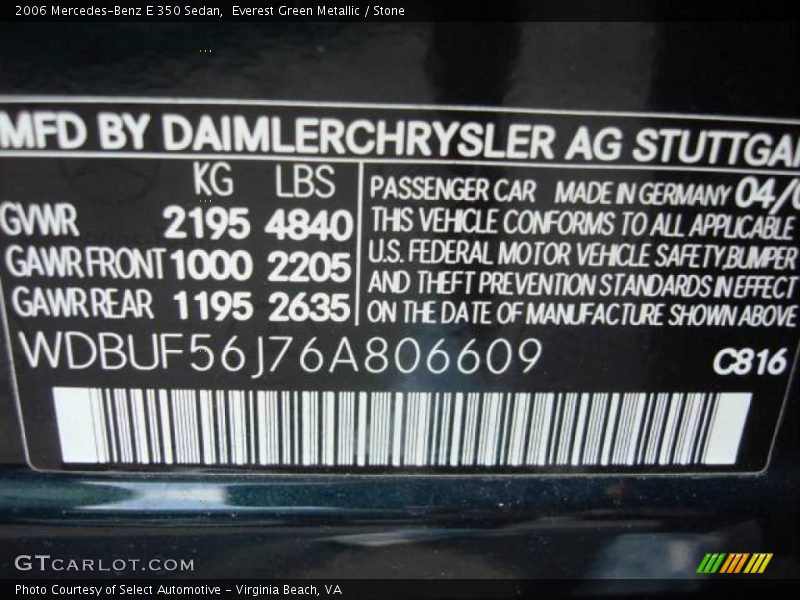 2006 Mercedes-Benz E 350 Sedan,  Everest Green Metallic / Stone
MFD BY DAIMLERCHRYSLER AG STUTTGA
KG LBS
GVWR 2195 4840
GAWR FRONT 1000 2205
GAWR REAR 1195 2635
PASSENGER CAR MADE IN GERMANY 04/0
THIS VEHICLE CONFORMS TO ALL APPLICABLE
U.S. FEDERAL MOTOR VEHICLE SAFETY,BUMPER
AND THEFT PREVENTION STANDARDS IN EFFECT
ON THE DATE OF MANUFACTURE SHOWN ABOVE
WDBUF56J76A806609
C816
GTCARLOT.COM
Photo Courtesy of Select Automotive - Virginia Beach, VA